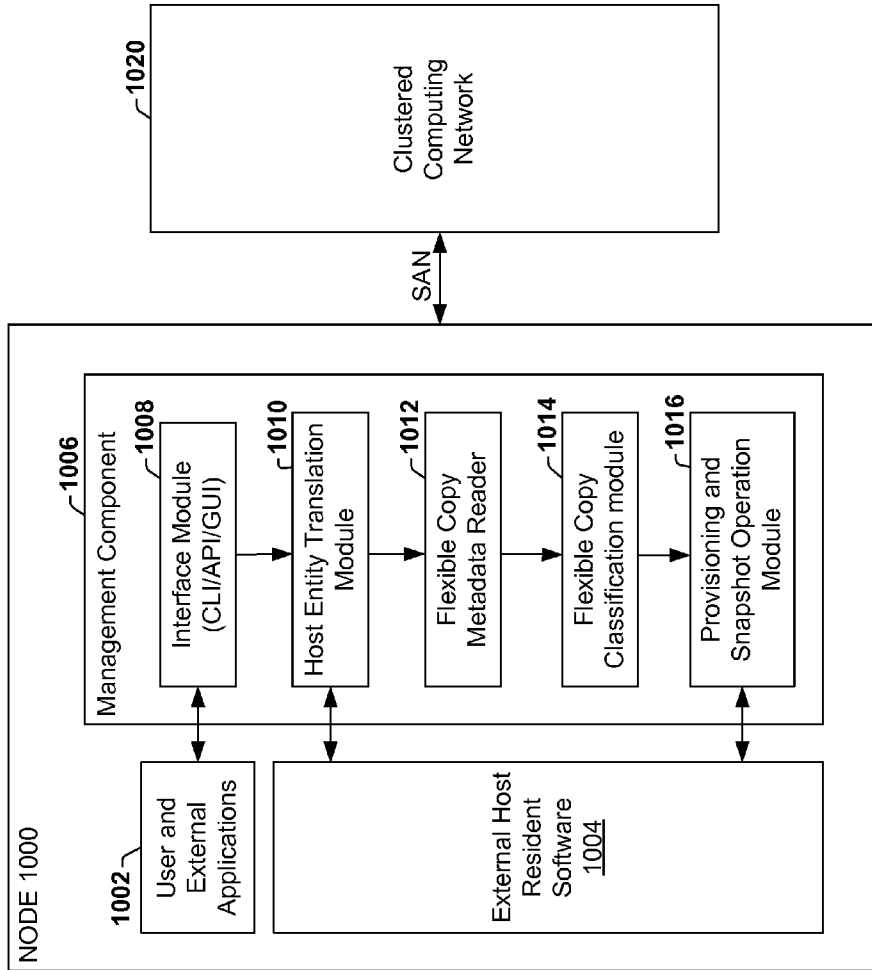 NODE 1000
1002
User and
External
Applications
External Host
Resident
Software
1004
1006
Management Component
1008
Interface Module
(CLI/API/GUI)
1010
Host Entity Translation
Module
1012
Flexible Copy
Metadata Reader
1014
Flexible Copy
Classification module
1016
Provisioning and
Snapshot Operation
Module
SAN
1020
Clustered
Computing
Network